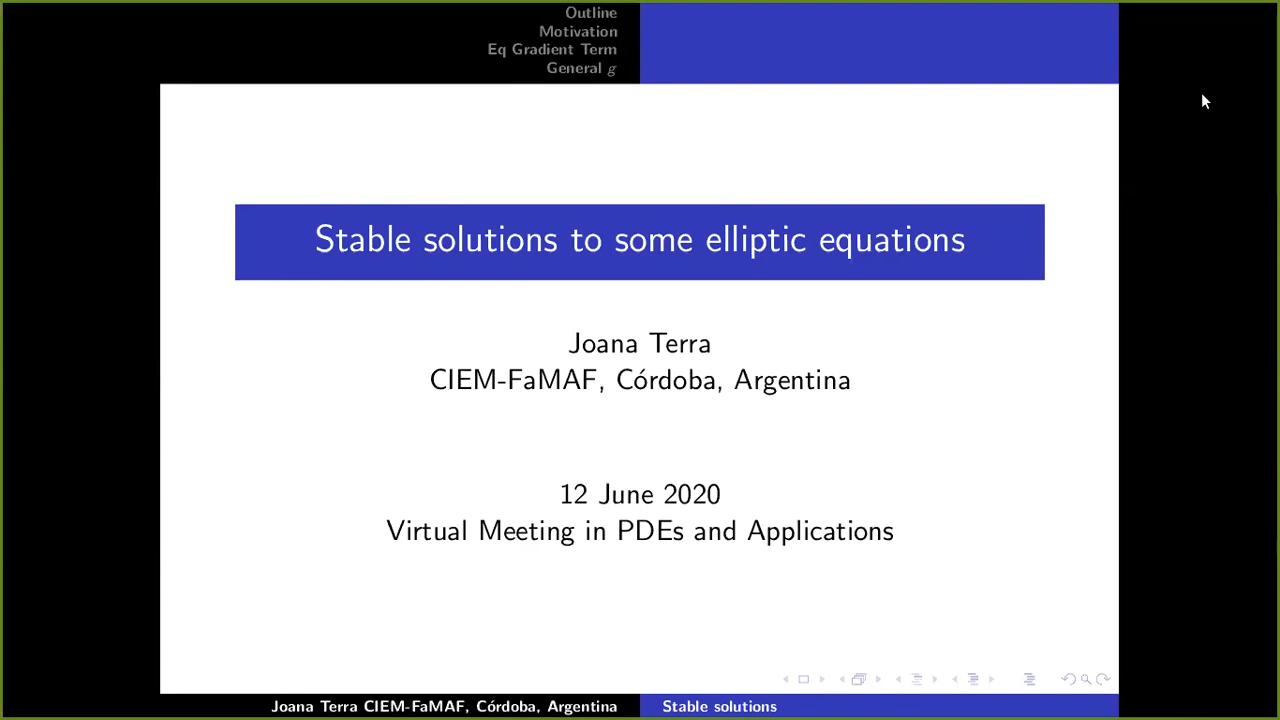 Outline
Motivation
Eq Gradient Term
General g
Stable solutions to some elliptic equations
Joana Terra
CIEM-FaMAF, Córdoba, Argentina
12 June 2020
Virtual Meeting in PDEs and Applications
Joana Terra CIEM-FaMAF, Córdoba, Argentina
Stable solutions